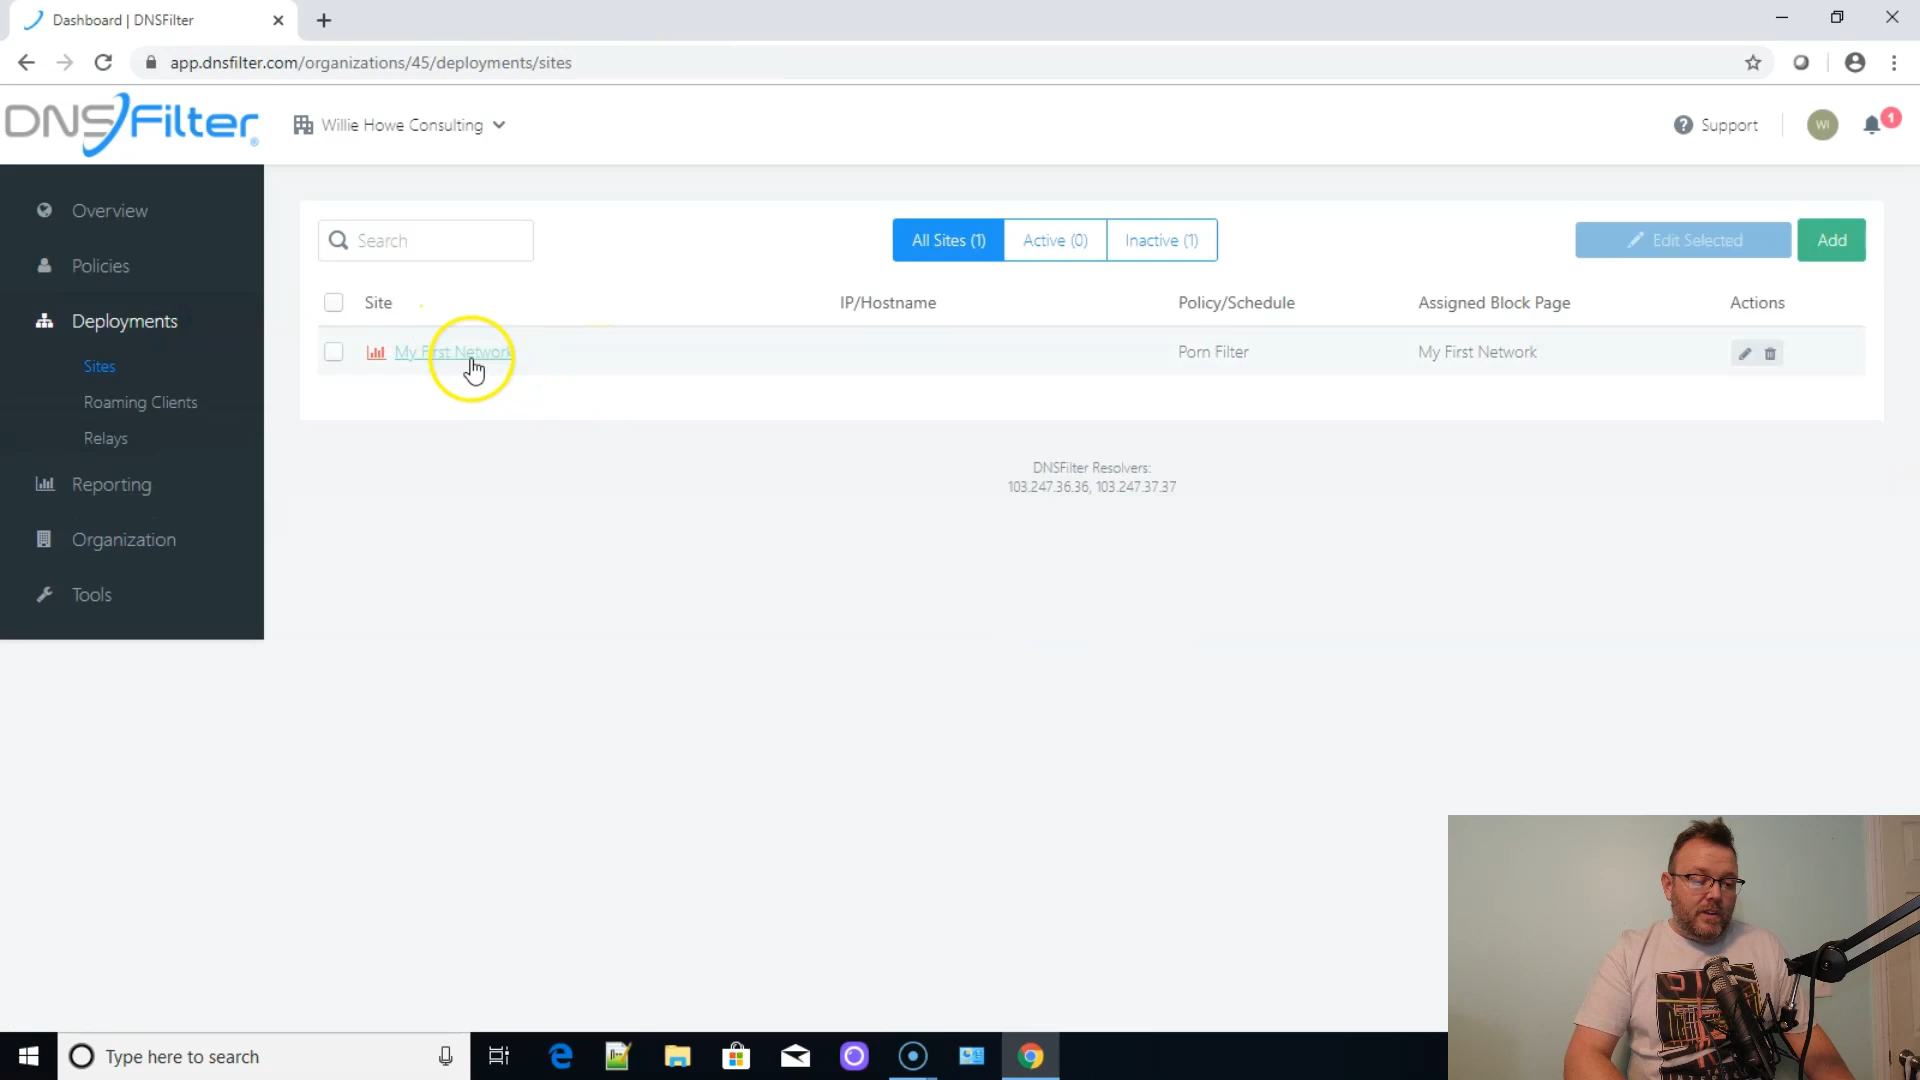 Dashboard | DNSFilter
app.dnsfilter.com/organizations/45/deployments/sites
DNSFilter
Willie Howe Consulting
Support
WI
1
Overview
Policies
Deployments
Sites
Roaming Clients
Relays
Reporting
Organization
Tools
Search
All Sites (1)
Active (0)
Inactive (1)
Edit Selected
Add
Site
IP/Hostname
Policy/Schedule
Assigned Block Page
Actions
My First Network
Porn Filter
My First Network
DNSFilter Resolvers:
103.247.36.36, 103.247.37.37
Type here to search